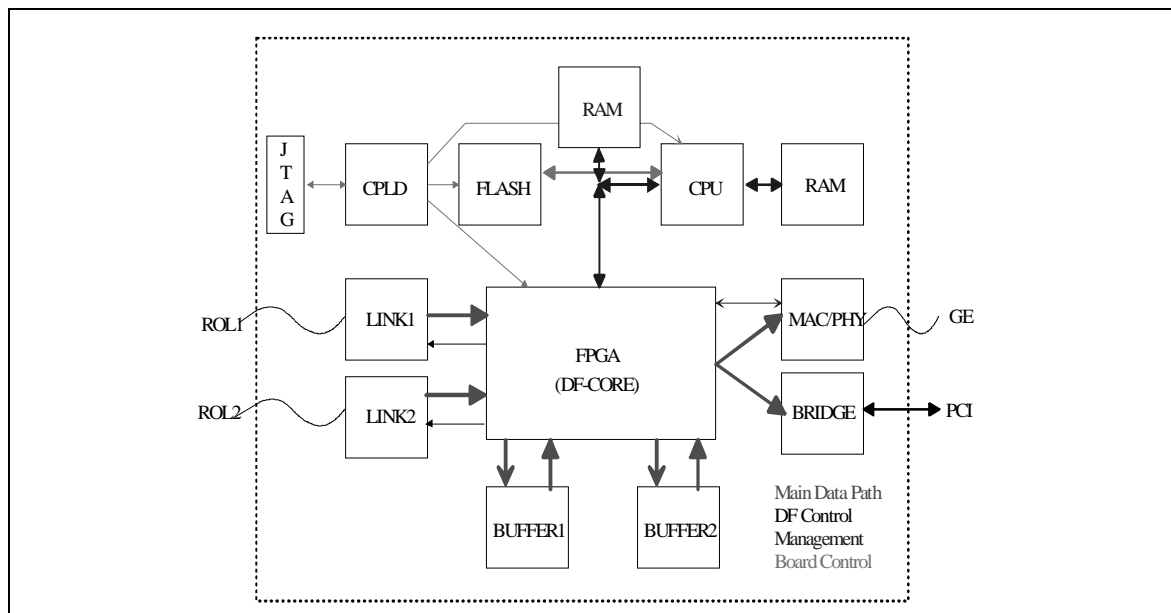 RAM
J
T
A
G
CPLD
FLASH
CPU
RAM
ROL1
LINK1
FPGA
(DF-CORE)
MAC/PHY
GE
ROL2
LINK2
BRIDGE
PCI
BUFFER1
BUFFER2
Main Data Path
DF Control
Management
Board Control